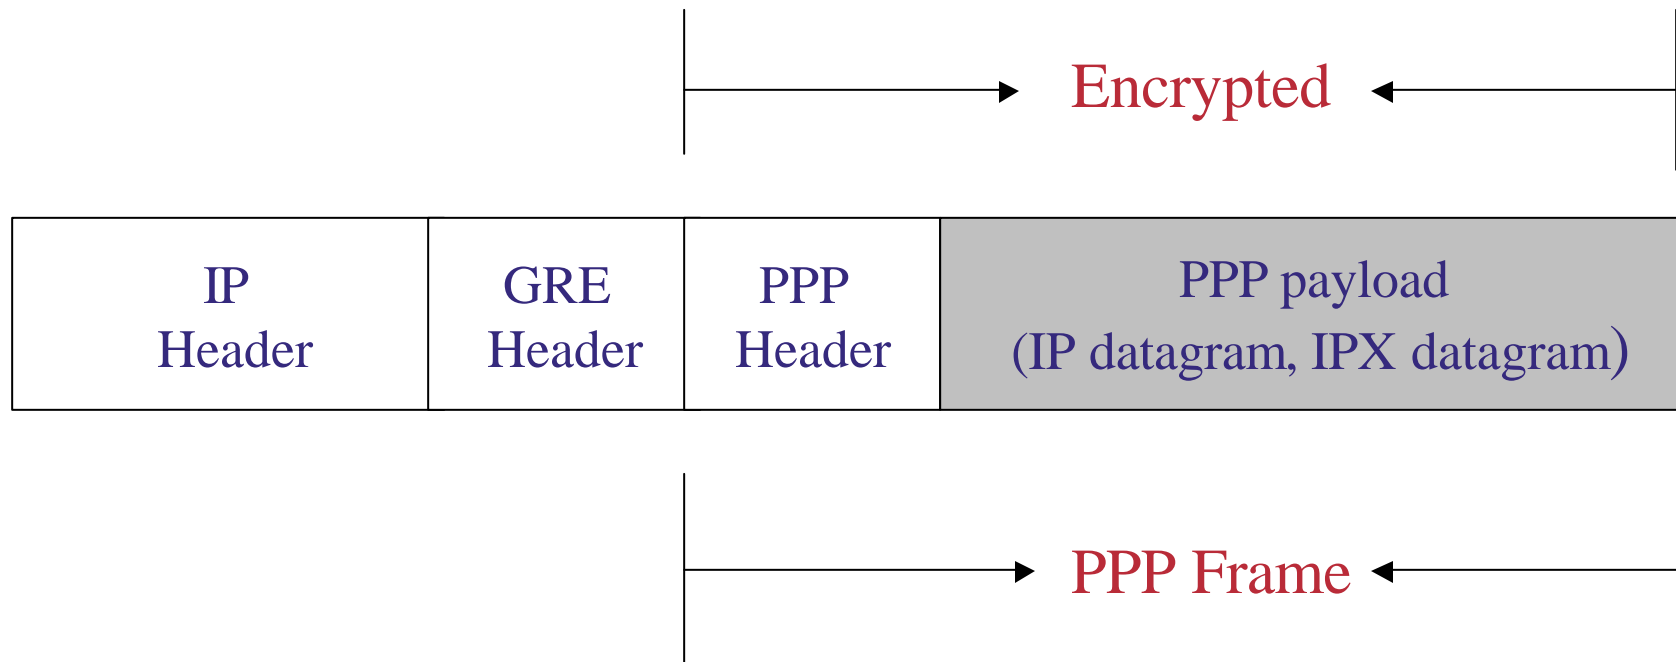 Encrypted
IP
Header
GRE
Header
PPP
Header
PPP payload
(IP datagram, IPX datagram)
PPP Frame